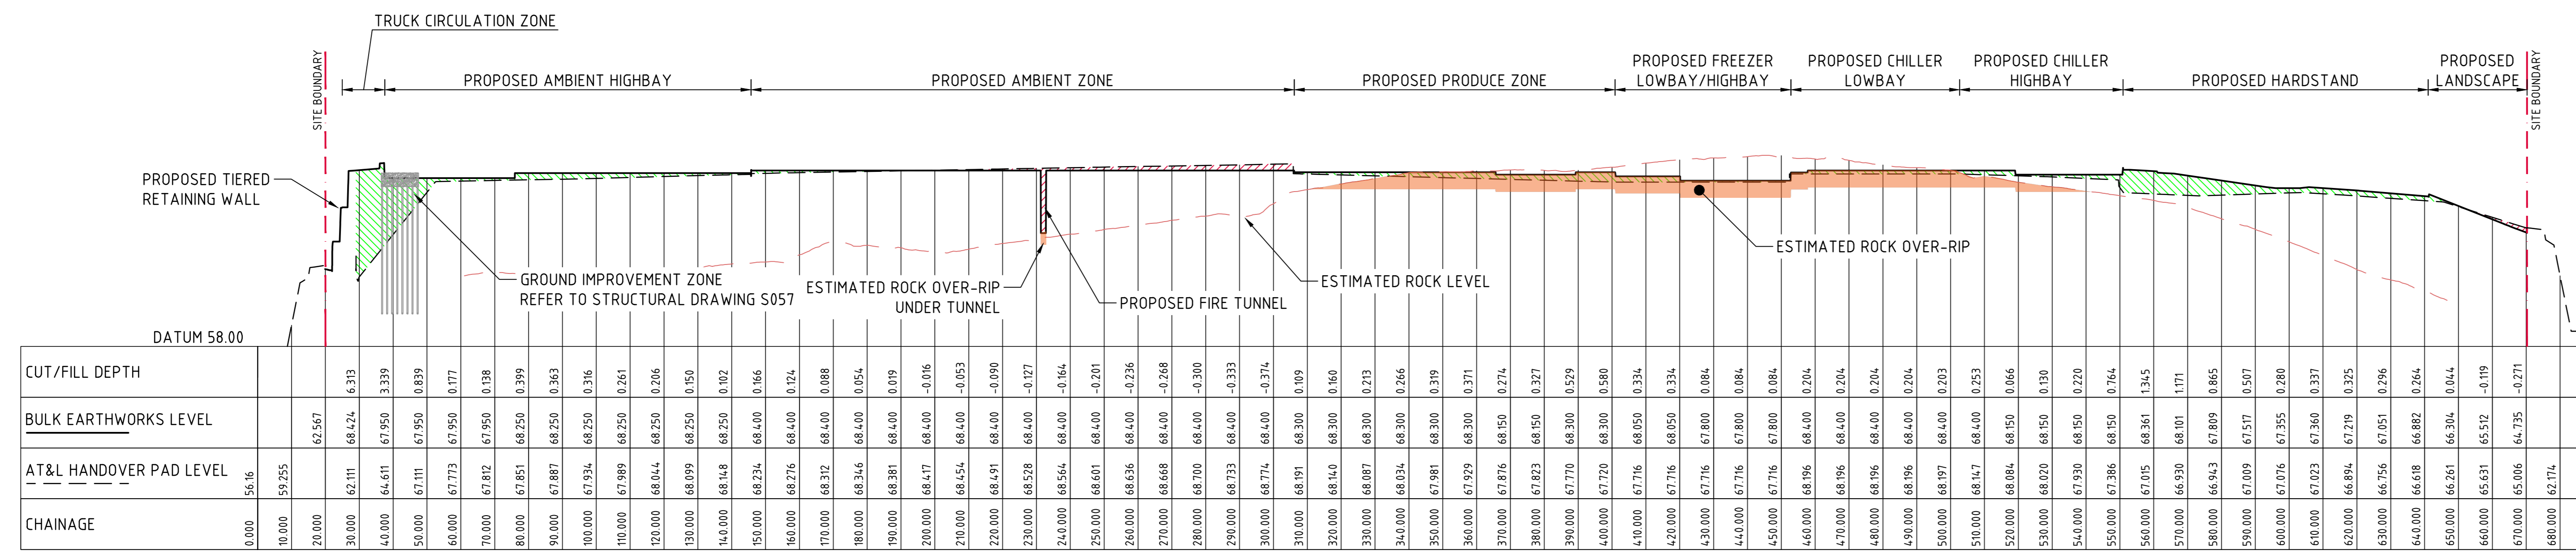 TRUCK CIRCULATION ZONE
SITE BOUNDARY
PROPOSED AMBIENT HIGHBAY
PROPOSED AMBIENT ZONE
PROPOSED PRODUCE ZONE
PROPOSED FREEZER
LOWBAY/HIGHBAY
PROPOSED CHILLER
LOWBAY
PROPOSED CHILLER
HIGHBAY
PROPOSED HARDSTAND
PROPOSED
LANDSCAPE
SITE BOUNDARY
PROPOSED TIERED
RETAINING WALL
GROUND IMPROVEMENT ZONE
REFER TO STRUCTURAL DRAWING S057
ESTIMATED ROCK OVER-RIP
UNDER TUNNEL
PROPOSED FIRE TUNNEL
ESTIMATED ROCK LEVEL
ESTIMATED ROCK OVER-RIP
DATUM 58.00
CUT/FILL DEPTH 6.313 3.339 0.839 0.177 0.138 0.399 0.363 0.316 0.261 0.206 0.150 0.102 0.166 0.124 0.088 0.054 0.019 -0.016 -0.053 -0.090 -0.127 -0.164 -0.201 -0.236 -0.268 -0.300 -0.333 -0.374 0.109 0.160 0.213 0.266 0.319 0.371 0.274 0.327 0.529 0.580 0.334 0.334 0.084 0.084 0.084 0.204 0.204 0.204 0.204 0.203 0.253 0.066 0.130 0.220 0.764 1.345 1.171 0.865 0.507 0.280 0.337 0.325 0.296 0.264 0.044 -0.119 -0.271
BULK EARTHWORKS LEVEL 62.567 68.424 67.950 67.950 67.950 67.950 68.250 68.250 68.250 68.250 68.250 68.250 68.250 68.400 68.400 68.400 68.400 68.400 68.400 68.400 68.400 68.400 68.400 68.400 68.400 68.400 68.400 68.400 68.400 68.300 68.300 68.300 68.300 68.300 68.300 68.150 68.150 68.300 68.300 68.050 68.050 67.800 67.800 67.800 68.400 68.400 68.400 68.400 68.400 68.400 68.150 68.150 68.150 68.150 68.361 68.101 67.809 67.517 67.355 67.360 67.219 67.051 66.882 66.304 65.512 64.735
AT&L HANDOVER PAD LEVEL 56.16 59.255 62.111 64.611 67.111 67.773 67.812 67.851 67.887 67.934 67.989 68.044 68.099 68.148 68.234 68.276 68.312 68.346 68.381 68.417 68.454 68.491 68.528 68.564 68.601 68.636 68.668 68.700 68.733 68.774 68.191 68.140 68.087 68.034 67.981 67.929 67.876 67.823 67.770 67.720 67.716 67.716 67.716 67.716 67.716 68.196 68.196 68.196 68.196 68.197 68.147 68.084 68.020 67.930 67.386 67.015 66.930 66.943 67.009 67.076 67.023 66.894 66.756 66.618 66.261 65.631 65.006 62.174
CHAINAGE 0.000 10.000 20.000 30.000 40.000 50.000 60.000 70.000 80.000 90.000 100.000 110.000 120.000 130.000 140.000 150.000 160.000 170.000 180.000 190.000 200.000 210.000 220.000 230.000 240.000 250.000 260.000 270.000 280.000 290.000 300.000 310.000 320.000 330.000 340.000 350.000 360.000 370.000 380.000 390.000 400.000 410.000 420.000 430.000 440.000 450.000 460.000 470.000 480.000 490.000 500.000 510.000 520.000 530.000 540.000 550.000 560.000 570.000 580.000 590.000 600.000 610.000 620.000 630.000 640.000 650.000 660.000 670.000 680.000